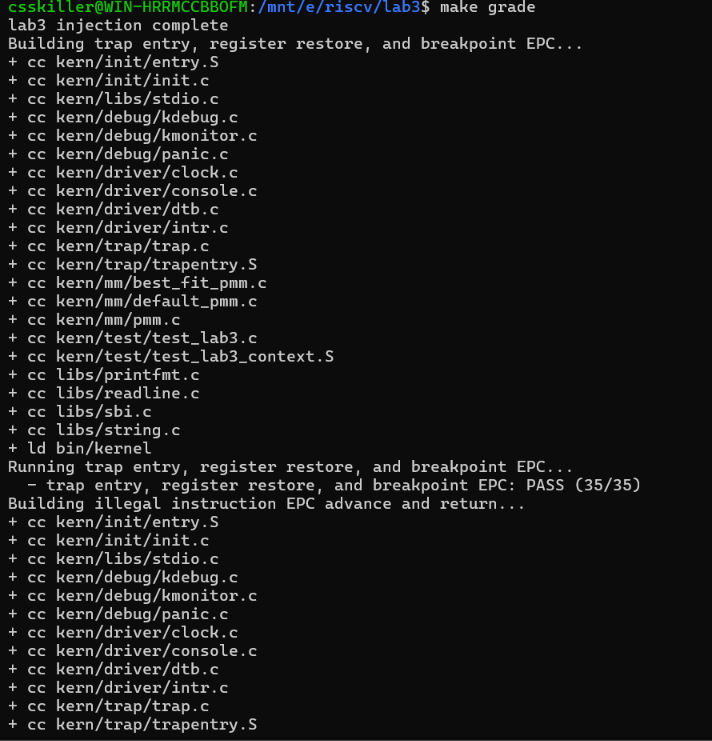 csskiller@WIN-HRRMCCBBOFM:/mnt/e/riscv/lab3$ make grade
lab3 injection complete
Building trap entry, register restore, and breakpoint EPC...
+ cc kern/init/entry.S
+ cc kern/init/init.c
+ cc kern/libs/stdio.c
+ cc kern/debug/kdebug.c
+ cc kern/debug/kmonitor.c
+ cc kern/debug/panic.c
+ cc kern/driver/clock.c
+ cc kern/driver/console.c
+ cc kern/driver/dtb.c
+ cc kern/driver/intr.c
+ cc kern/trap/trap.c
+ cc kern/trap/trapentry.S
+ cc kern/mm/best_fit_pmm.c
+ cc kern/mm/default_pmm.c
+ cc kern/mm/pmm.c
+ cc kern/test/test_lab3.c
+ cc kern/test/test_lab3_context.S
+ cc libs/printfmt.c
+ cc libs/readline.c
+ cc libs/sbi.c
+ cc libs/string.c
+ ld bin/kernel
Running trap entry, register restore, and breakpoint EPC...
  - trap entry, register restore, and breakpoint EPC: PASS (35/35)
Building illegal instruction EPC advance and return...
+ cc kern/init/entry.S
+ cc kern/init/init.c
+ cc kern/libs/stdio.c
+ cc kern/debug/kdebug.c
+ cc kern/debug/kmonitor.c
+ cc kern/debug/panic.c
+ cc kern/driver/clock.c
+ cc kern/driver/console.c
+ cc kern/driver/dtb.c
+ cc kern/driver/intr.c
+ cc kern/trap/trap.c
+ cc kern/trap/trapentry.S